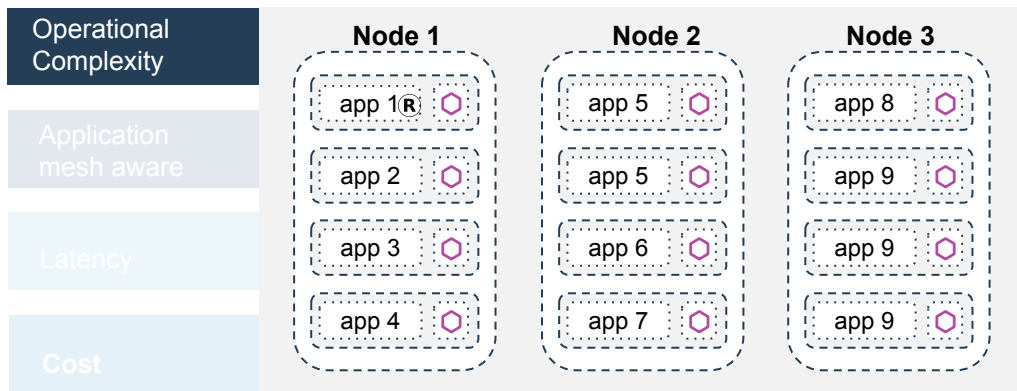 Operational
Complexity
Application
mesh aware
Latency
Cost
Node 1
app 1®
app 2
app 3
app 4
Node 2
app 5
app 5
app 6
app 7
Node 3
app 8
app 9
app 9
app 9